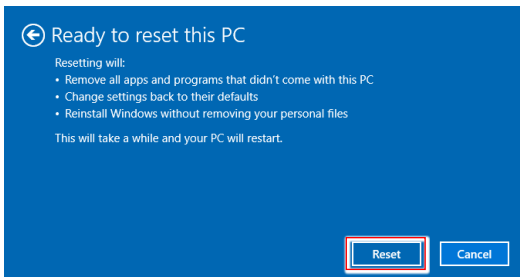 Ready to reset this PC
Resetting will:
• Remove all apps and programs that didn't come with this PC
• Change settings back to their defaults
• Reinstall Windows without removing your personal files
This will take a while and your PC will restart.
Reset
Cancel